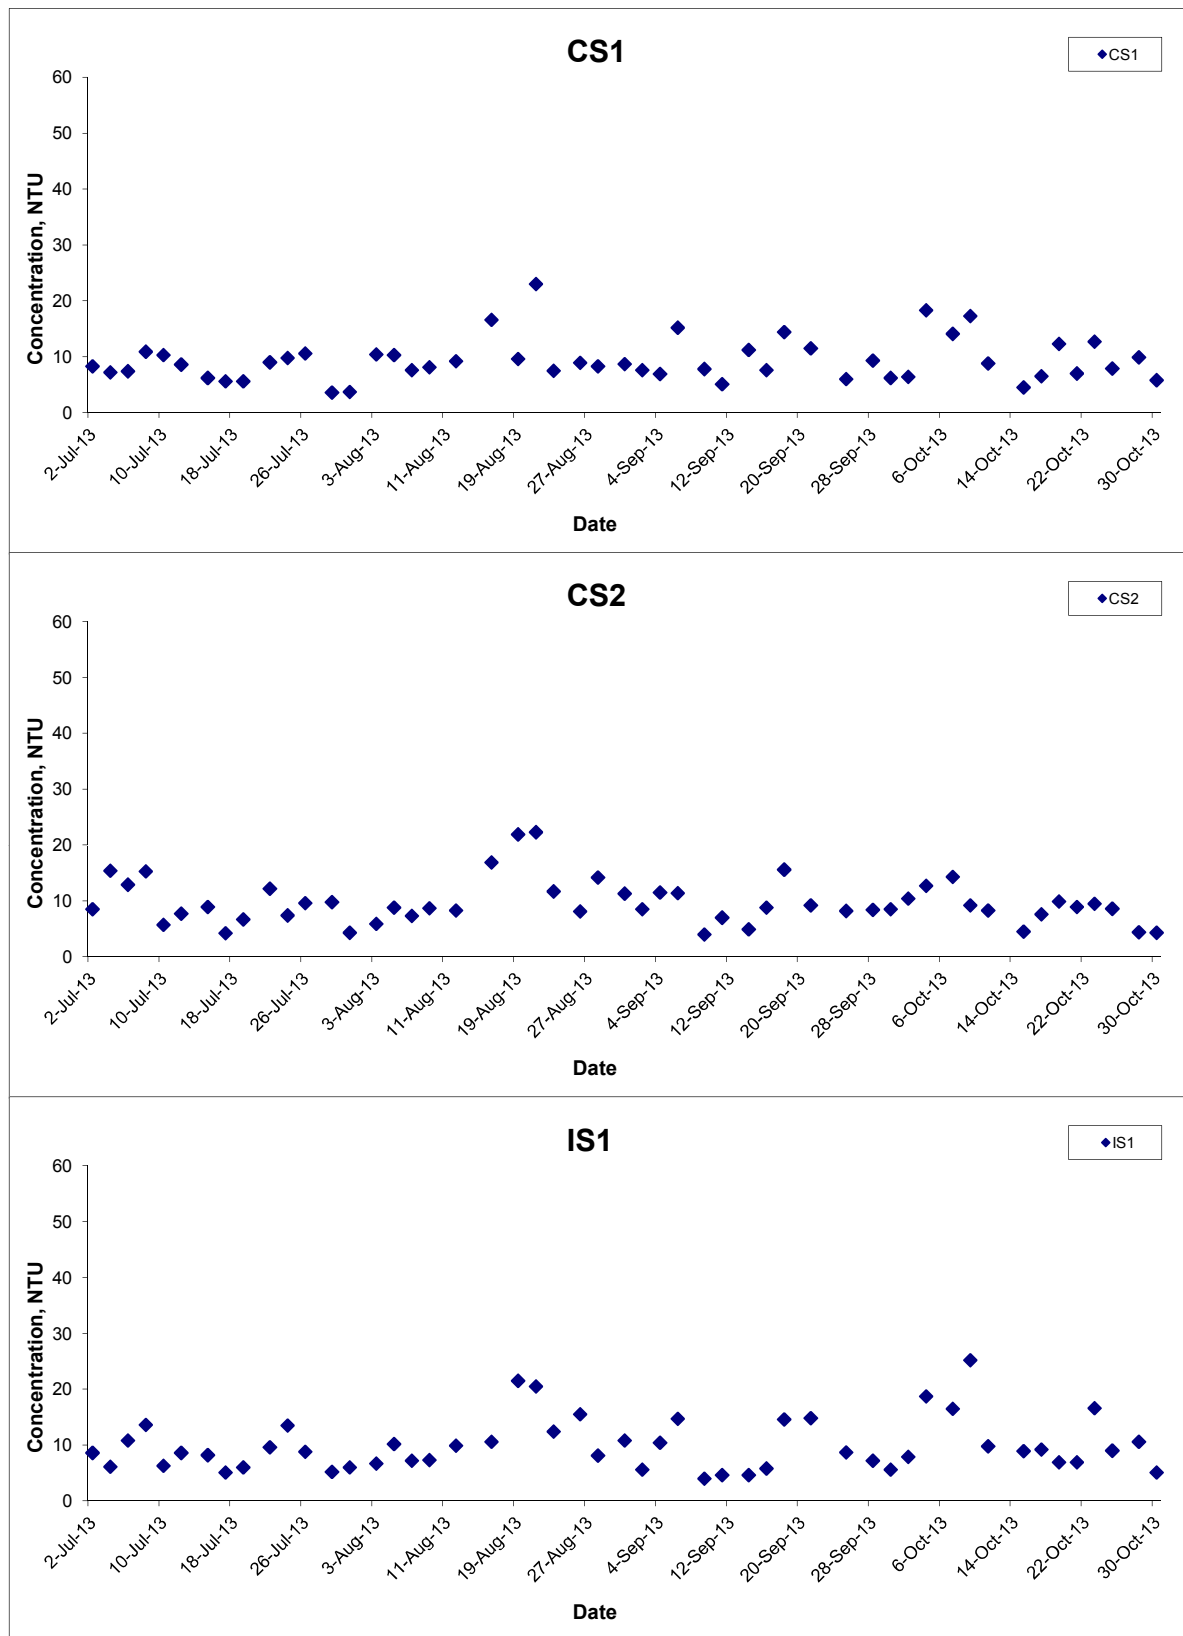 CS1
CS1
60
50
40
30
20
10
0
Concentration, NTU
2-Jul-13
10-Jul-13
18-Jul-13
26-Jul-13
3-Aug-13
11-Aug-13
19-Aug-13
27-Aug-13
4-Sep-13
12-Sep-13
20-Sep-13
28-Sep-13
6-Oct-13
14-Oct-13
22-Oct-13
30-Oct-13
Date
CS2
CS2
60
50
40
30
20
10
0
Concentration, NTU
2-Jul-13
10-Jul-13
18-Jul-13
26-Jul-13
3-Aug-13
11-Aug-13
19-Aug-13
27-Aug-13
4-Sep-13
12-Sep-13
20-Sep-13
28-Sep-13
6-Oct-13
14-Oct-13
22-Oct-13
30-Oct-13
Date
IS1
IS1
60
50
40
30
20
10
0
Concentration, NTU
2-Jul-13
10-Jul-13
18-Jul-13
26-Jul-13
3-Aug-13
11-Aug-13
19-Aug-13
27-Aug-13
4-Sep-13
12-Sep-13
20-Sep-13
28-Sep-13
6-Oct-13
14-Oct-13
22-Oct-13
30-Oct-13
Date